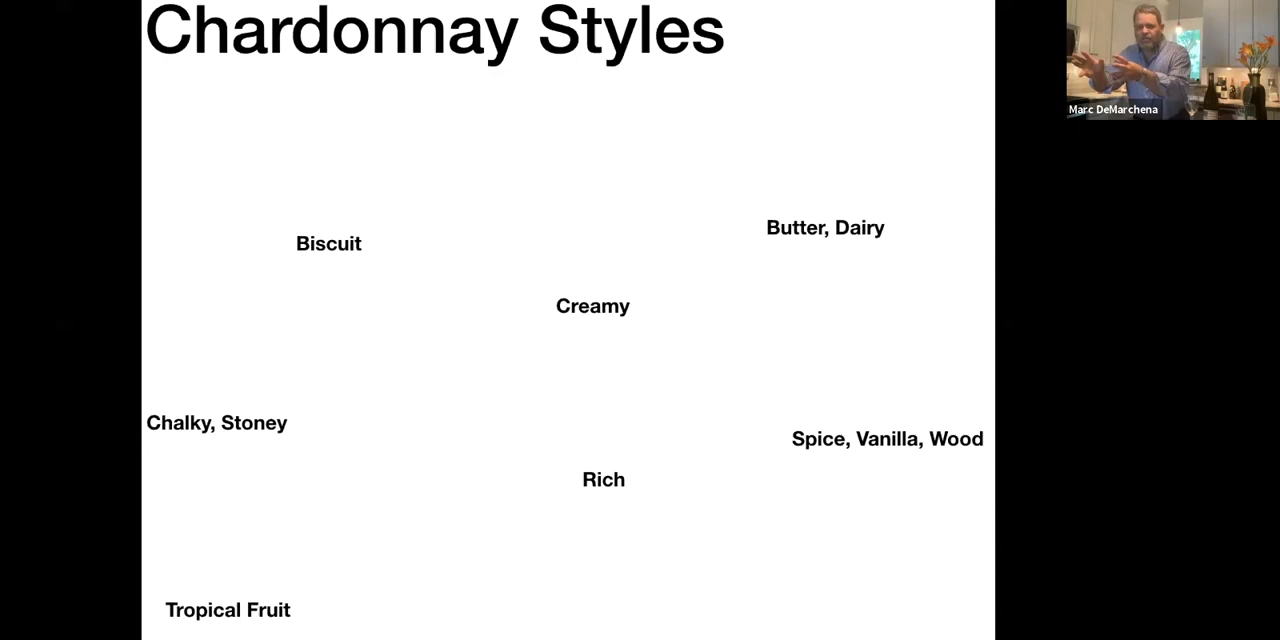 Chardonnay Styles
Marc DeMarchena
Butter, Dairy
Biscuit
Creamy
Chalky, Stoney
Spice, Vanilla, Wood
Rich
Tropical Fruit